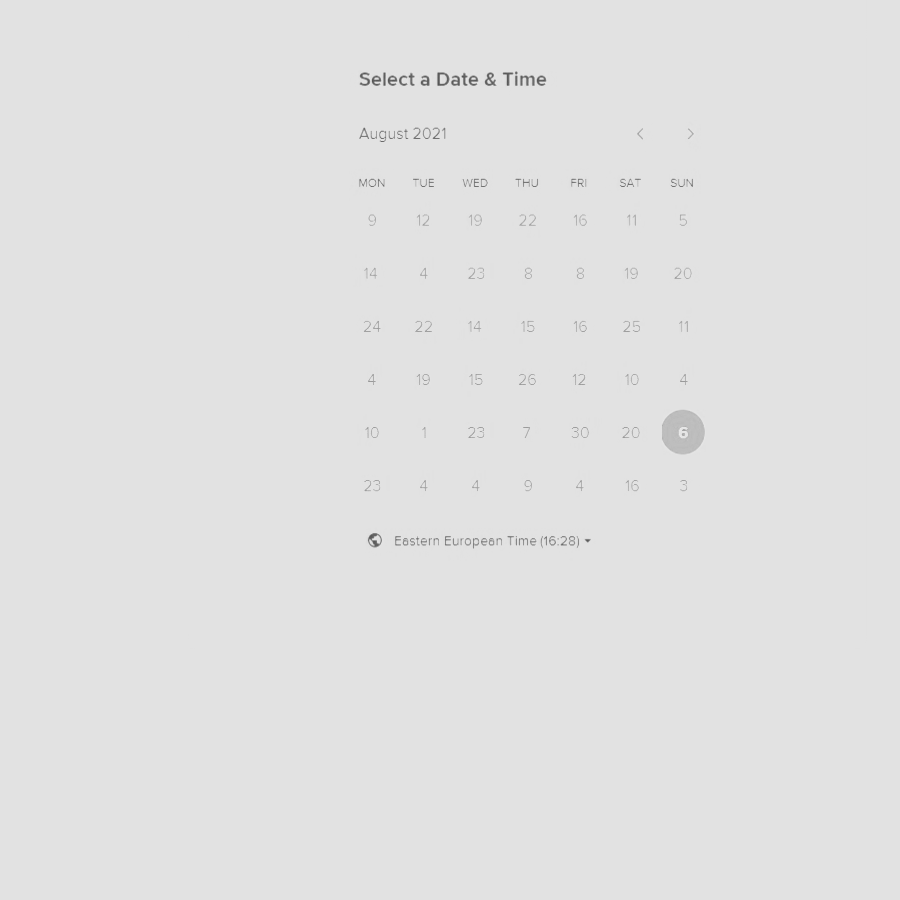 Select a Date & Time
August 2021
MON TUE WED THU FRI SAT SUN
9 12 19 22 16 11 5
14 4 23 8 8 19 20
24 22 14 15 16 25 11
4 19 15 26 12 10 4
10 1 23 7 30 20 6
23 4 4 9 4 16 3
Eastern European Time (16:28)